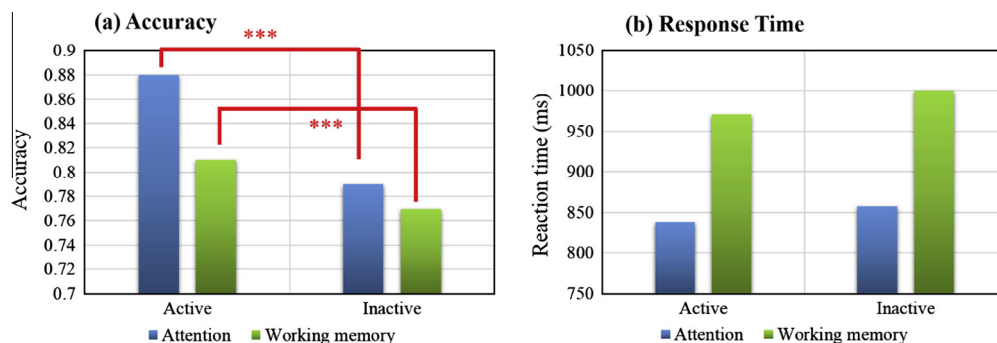 (a) Accuracy
Accuracy
0.9
0.88
0.86
0.84
0.82
0.8
0.78
0.76
0.74
0.72
0.7
***
***
Active
Inactive
Attention
Working memory
(b) Response Time
Reaction time (ms)
1050
1000
950
900
850
800
750
Active
Inactive
Attention
Working memory